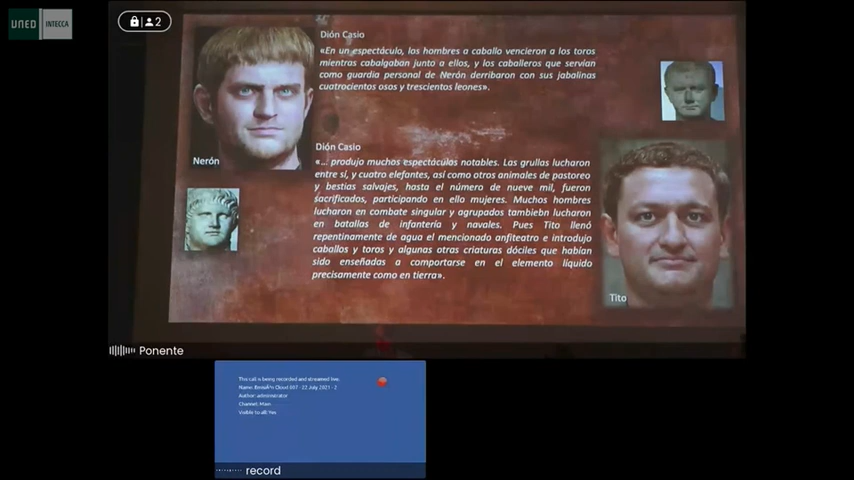 UNED INTECCA
2
Dión Casio
«En un espectáculo, los hombres a caballo vencieron a los toros
mientras cabalgaban junto a ellos, y los caballeros que servían
como guardia personal de Nerón derribaron con sus jabalinas
cuatrocientos osos y trescientos leones».
Nerón
Dión Casio
«... produjo muchos espectáculos notables. Las grullas lucharon
entre sí, y cuatro elefantes, así como otros animales de pastoreo
y bestias salvajes, hasta el número de nueve mil, fueron
sacrificados, participando en ello mujeres. Muchos hombres
lucharon en combate singular y agrupados tambiebn lucharon
en batallas de infantería y navales. Pues Tito llenó
repentinamente de agua el mencionado anfiteatro e introdujo
caballos y toros y algunas otras criaturas dóciles que habían
sido enseñadas a comportarse en el elemento líquido
precisamente como en tierra».
Tito
Ponente
This call is being recorded and streamed live.
Author: administrator
Channel: Main
Visible to all: Yes
record